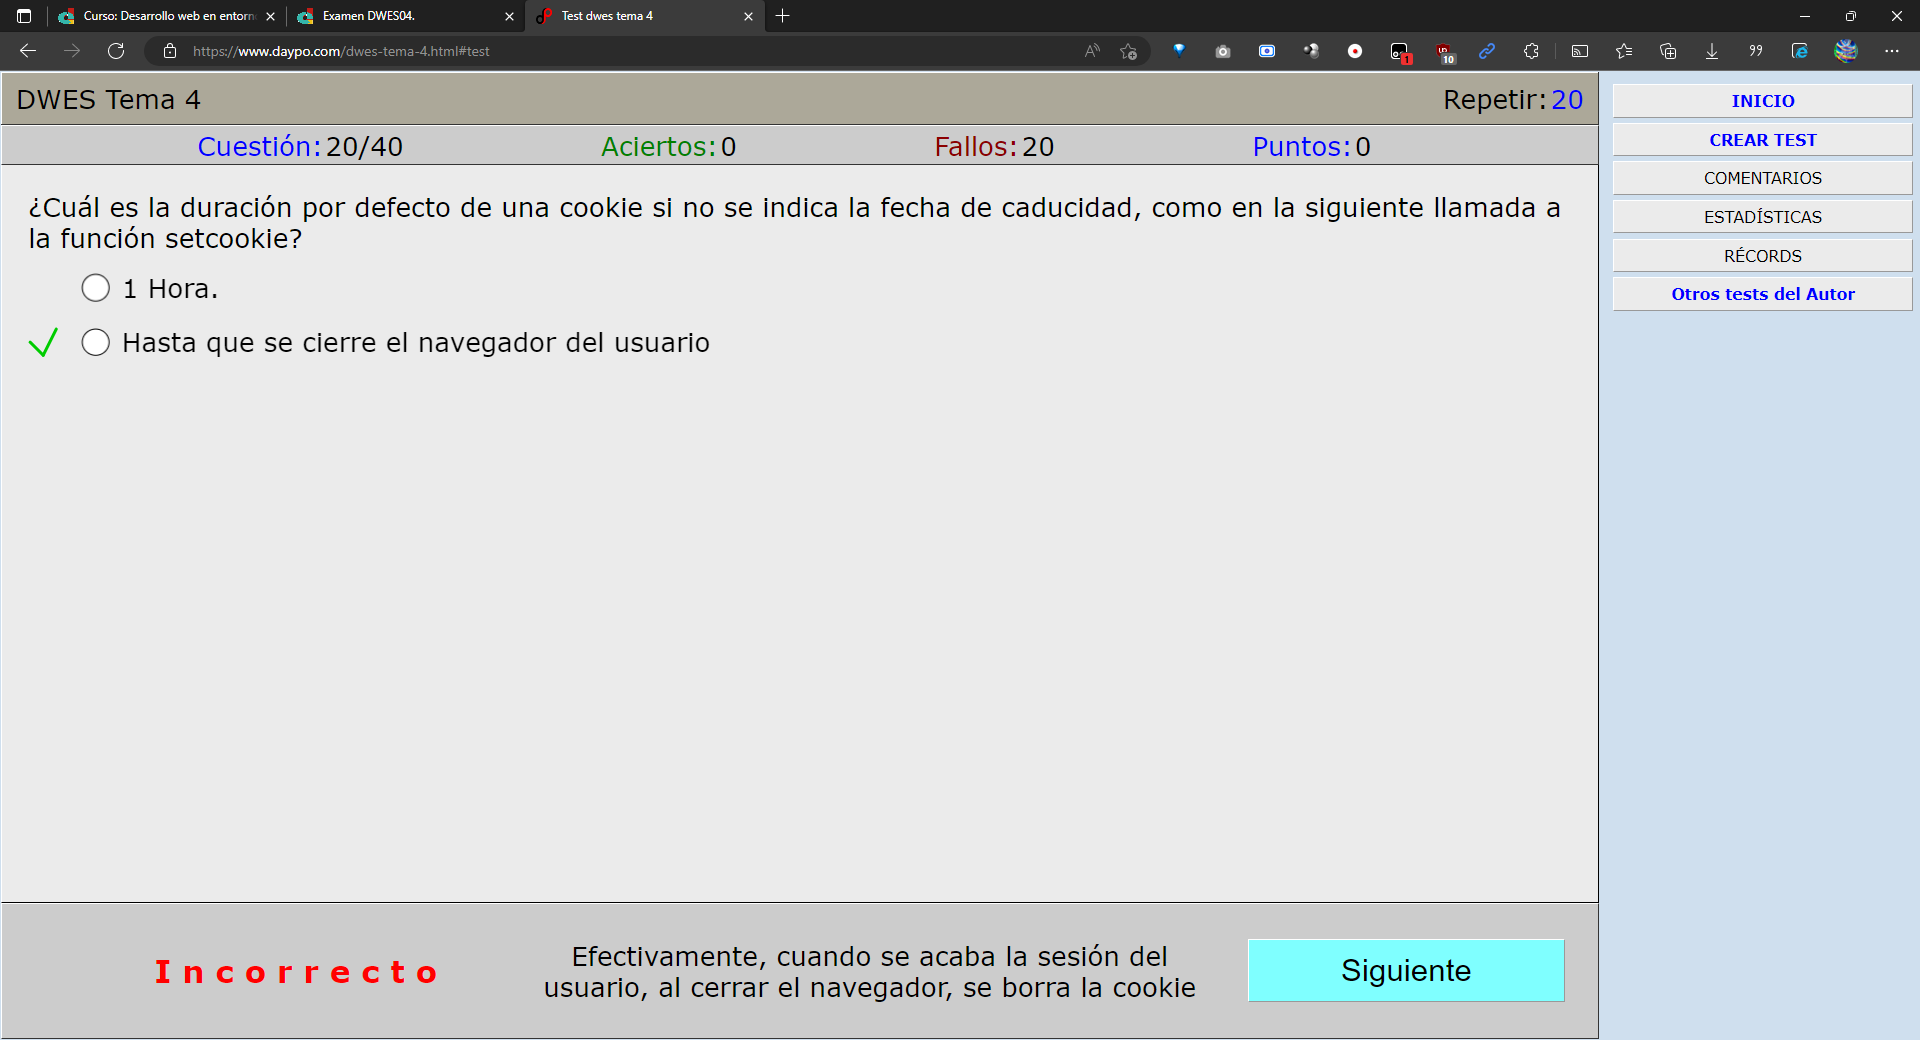 Curso: Desarrollo web en entorn
Examen DWES04.
Test dwes tema 4
https://www.daypo.com/dwes-tema-4.html#test
1
10
DWES Tema 4
Repetir: 20
Cuestión: 20/40
Aciertos: 0
Fallos: 20
Puntos: 0
¿Cuál es la duración por defecto de una cookie si no se indica la fecha de caducidad, como en la siguiente llamada a
la función setcookie?
1 Hora.
Hasta que se cierre el navegador del usuario
Incorrecto
Efectivamente, cuando se acaba la sesión del
usuario, al cerrar el navegador, se borra la cookie
Siguiente
INICIO
CREAR TEST
COMENTARIOS
ESTADÍSTICAS
RÉCORDS
Otros tests del Autor